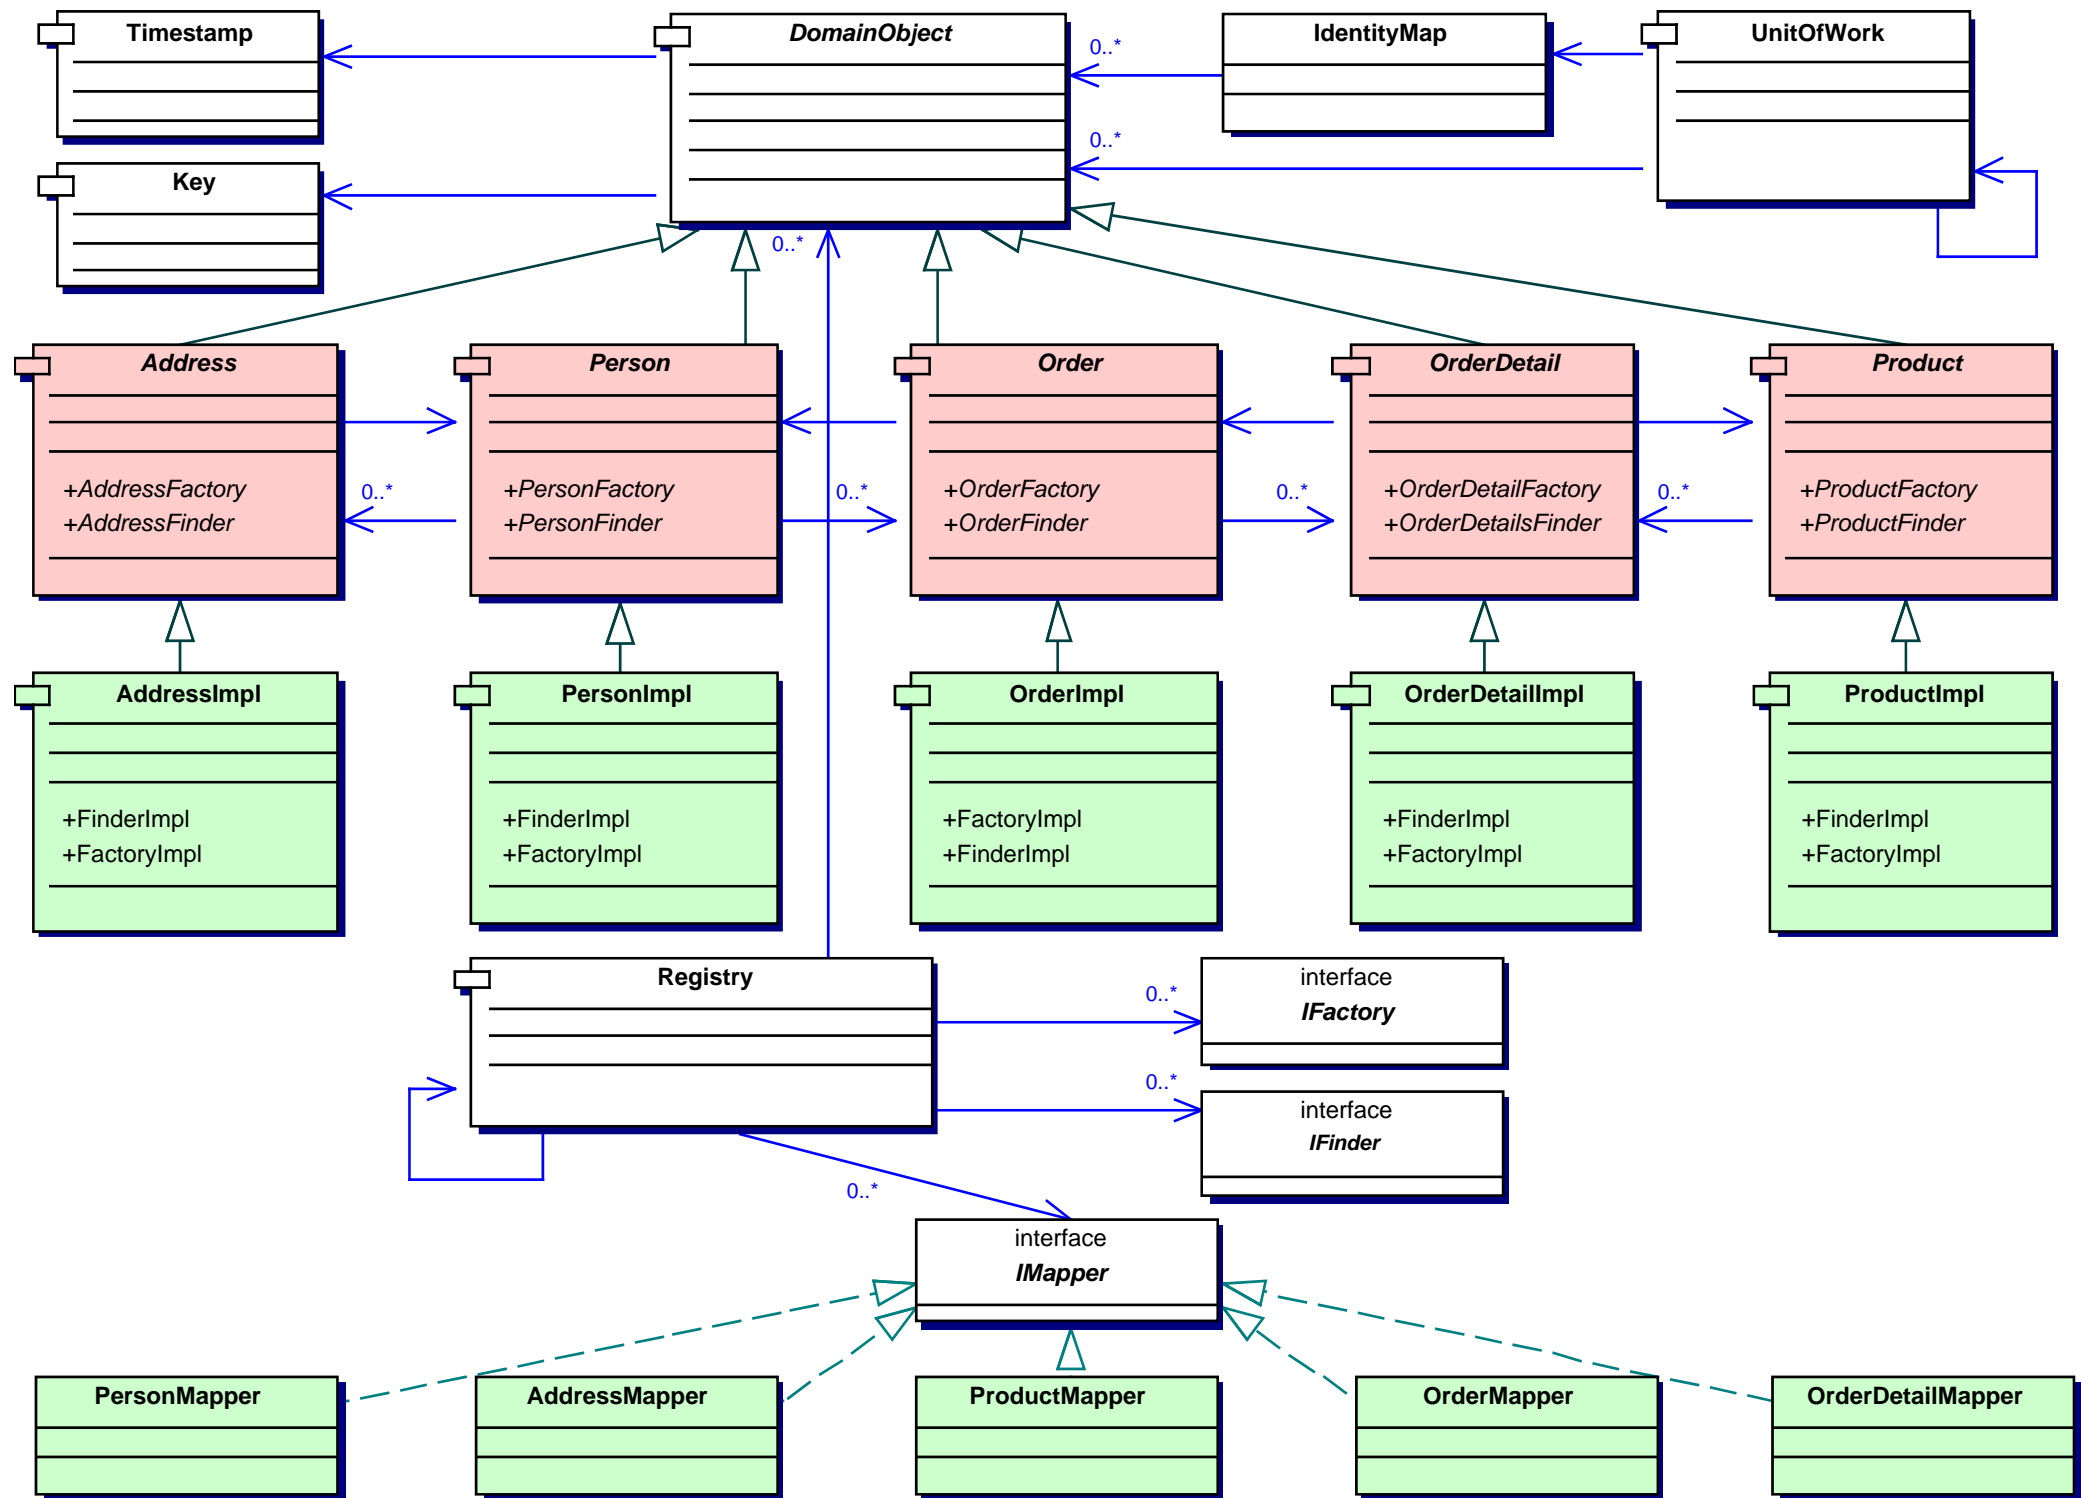 Timestamp
DomainObject
IdentityMap
UnitOfWork
0..*
0..*
Key
0..*
Address
Person
Order
OrderDetail
Product
+AddressFactory
+AddressFinder
0..*
+PersonFactory
+PersonFinder
0..*
+OrderFactory
+OrderFinder
0..*
+OrderDetailFactory
+OrderDetailsFinder
0..*
+ProductFactory
+ProductFinder
AddressImpl
PersonImpl
OrderImpl
OrderDetailImpl
ProductImpl
+FinderImpl
+FactoryImpl
+FinderImpl
+FactoryImpl
+FactoryImpl
+FinderImpl
+FinderImpl
+FactoryImpl
+FinderImpl
+FactoryImpl
Registry
0..*
interface
IFactory
0..*
interface
IFinder
0..*
interface
IMapper
PersonMapper
AddressMapper
ProductMapper
OrderMapper
OrderDetailMapper